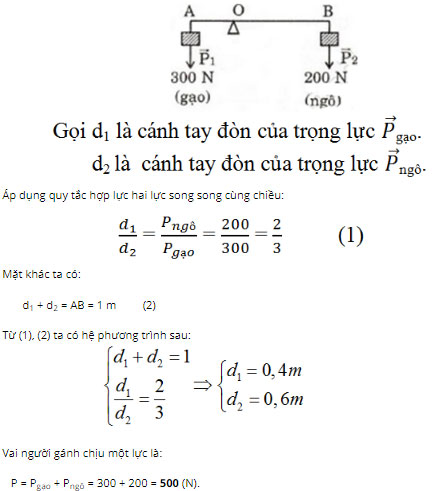 A O B
P⃗₁ P⃗₂
300 N 200 N
(gạo) (ngô)
Gọi d₁ là cánh tay đòn của trọng lực P⃗gạo.
d₂ là cánh tay đòn của trọng lực P⃗ngô.
Áp dụng quy tắc hợp lực hai lực song song cùng chiều:
d₁/d₂ = Pngô/Pgạo = 200/300 = 2/3 (1)
Mặt khác ta có:
d₁ + d₂ = AB = 1 m (2)
Từ (1), (2) ta có hệ phương trình sau:
{d₁ + d₂ = 1 ⇒ {d₁ = 0,4m
{d₁/d₂ = 2/3 {d₂ = 0,6m
Vai người gánh chịu một lực là:
P = Pgạo + Pngô = 300 + 200 = 500 (N).